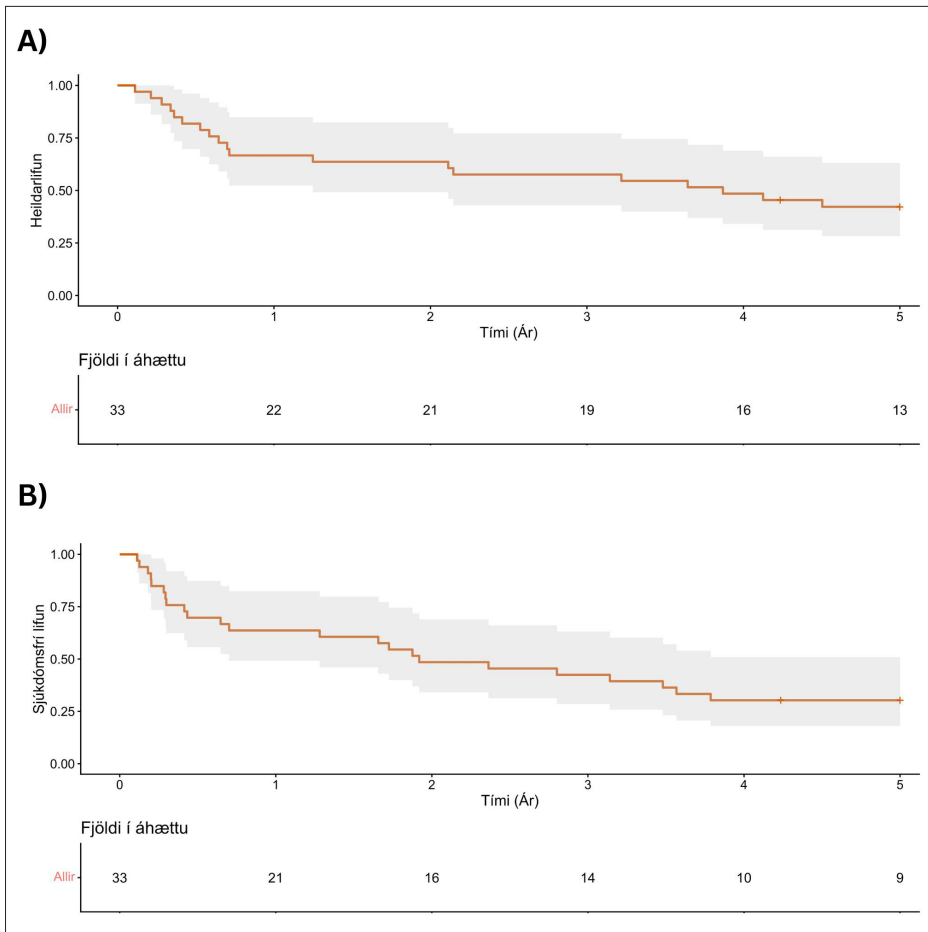 A)
1.00
0.75
0.50
0.25
0.00
Heildarlifun
0 1 2 3 4 5
Tími (Ár)
Fjöldi í áhættu
Allir 33 22 21 19 16 13
B)
1.00
0.75
0.50
0.25
0.00
Sjúkdómsfrí lifun
0 1 2 3 4 5
Tími (Ár)
Fjöldi í áhættu
Allir 33 21 16 14 10 9